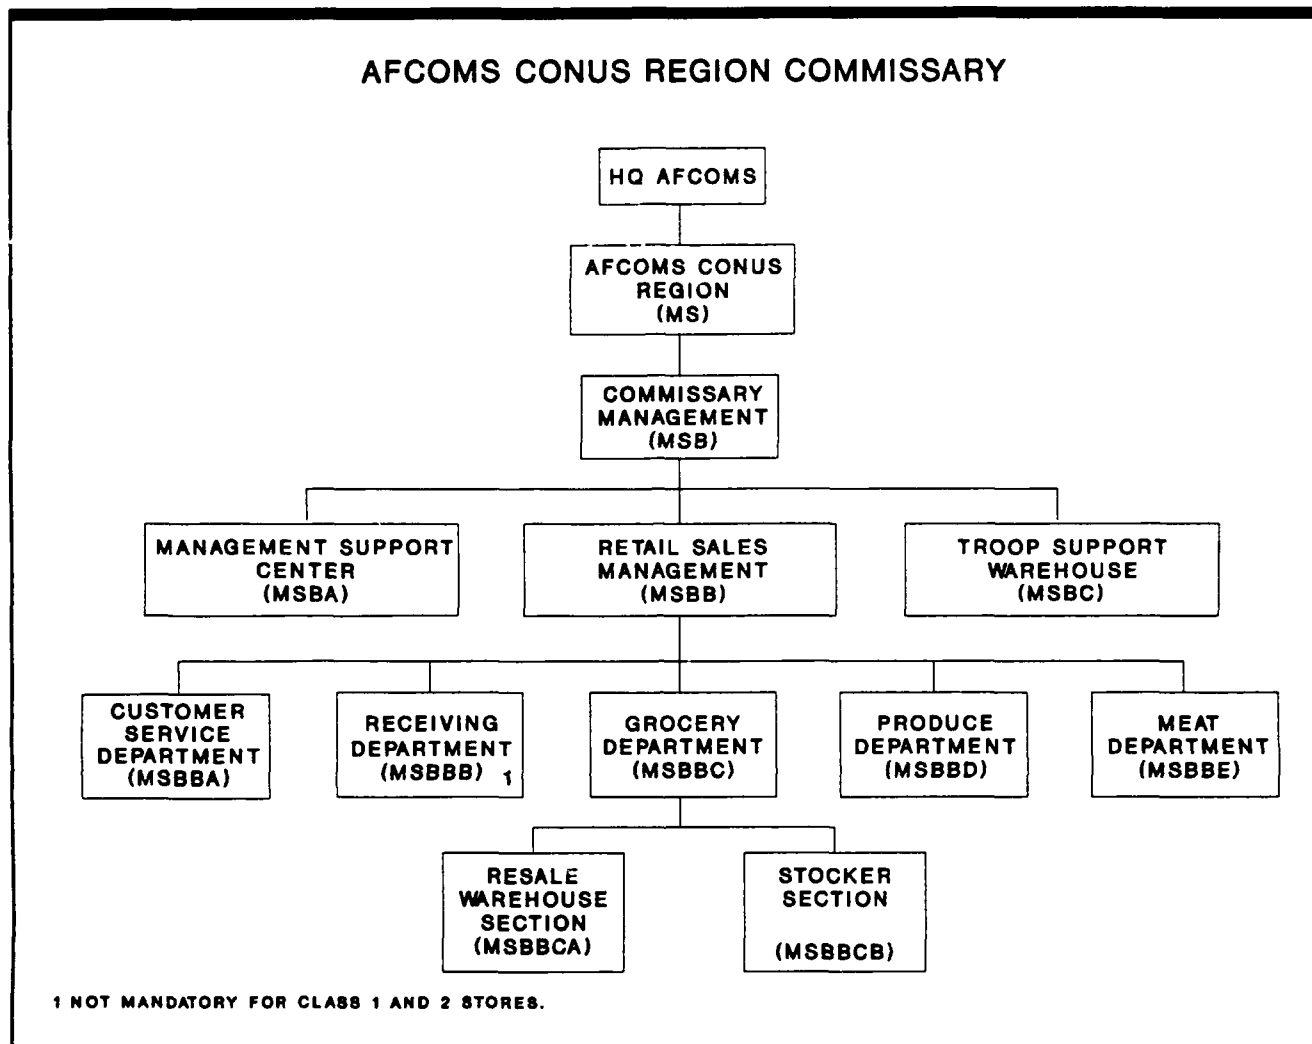 AFCOMS CONUS REGION COMMISSARY
HQ AFCOMS
AFCOMS CONUS
REGION
(MS)
COMMISSARY
MANAGEMENT
(MSB)
MANAGEMENT SUPPORT
CENTER
(MSBA)
RETAIL SALES
MANAGEMENT
(MSBB)
TROOP SUPPORT
WAREHOUSE
(MSBC)
CUSTOMER
SERVICE
DEPARTMENT
(MSBBA)
RECEIVING
DEPARTMENT
(MSBBB) 1
GROCERY
DEPARTMENT
(MSBBC)
PRODUCE
DEPARTMENT
(MSBBD)
MEAT
DEPARTMENT
(MSBBE)
RESALE
WAREHOUSE
SECTION
(MSBBCA)
STOCKER
SECTION
(MSBBCB)
1 NOT MANDATORY FOR CLASS 1 AND 2 STORES.